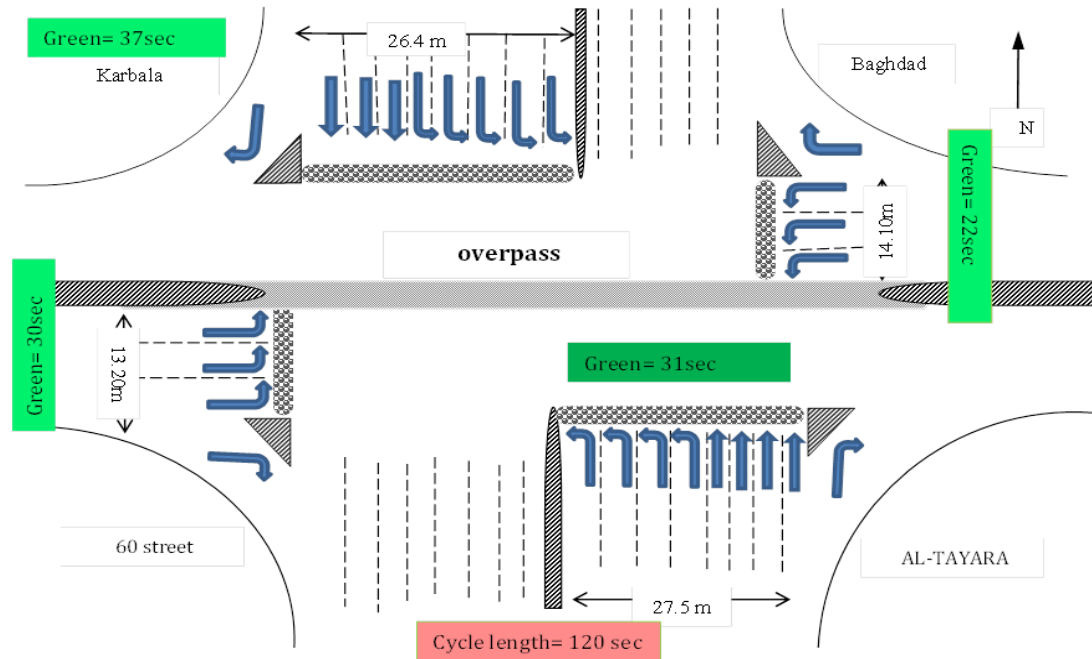 Green= 37sec
26.4 m
Karbala
Baghdad
N
Green= 22sec
14.10m
overpass
Green= 30sec
13.20m
Green= 31sec
60 street
AL-TAYARA
27.5 m
Cycle length= 120 sec